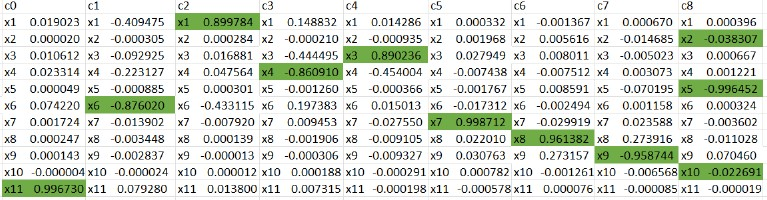 c0 c1 c2 c3 c4 c5 c6 c7 c8
x1 0.019023 x1 -0.409475 x1 0.899784 x1 0.148832 x1 0.014286 x1 0.000332 x1 -0.001367 x1 0.000670 x1 0.000396
x2 0.000020 x2 -0.000305 x2 0.000284 x2 -0.000210 x2 -0.000935 x2 0.001968 x2 0.005616 x2 -0.014685 x2 -0.038307
x3 0.010612 x3 -0.092925 x3 0.016881 x3 -0.444495 x3 0.890236 x3 0.027949 x3 0.008011 x3 -0.005023 x3 0.000667
x4 0.023314 x4 -0.223127 x4 0.047564 x4 -0.860910 x4 -0.454004 x4 -0.007438 x4 -0.007512 x4 0.003073 x4 0.001221
x5 0.000049 x5 -0.000885 x5 0.000301 x5 -0.001260 x5 -0.000366 x5 -0.001767 x5 0.008591 x5 -0.070195 x5 -0.996452
x6 0.074220 x6 -0.876020 x6 -0.433115 x6 0.197383 x6 0.015013 x6 -0.017312 x6 -0.002494 x6 0.001158 x6 0.000324
x7 0.001724 x7 -0.013902 x7 -0.007920 x7 0.009453 x7 -0.027550 x7 0.998712 x7 -0.029919 x7 0.023588 x7 -0.003602
x8 0.000247 x8 -0.003448 x8 0.000139 x8 -0.001906 x8 -0.009105 x8 0.022010 x8 0.961382 x8 0.273916 x8 -0.011028
x9 0.000143 x9 -0.002837 x9 -0.000013 x9 -0.000306 x9 -0.009327 x9 0.030763 x9 0.273157 x9 -0.958744 x9 0.070460
x10 -0.000004 x10 -0.000024 x10 0.000012 x10 0.000188 x10 -0.000291 x10 0.000782 x10 -0.001261 x10 -0.006568 x10 -0.022691
x11 0.996730 x11 0.079280 x11 0.013800 x11 0.007315 x11 -0.000198 x11 -0.000578 x11 0.000076 x11 -0.000085 x11 -0.000019